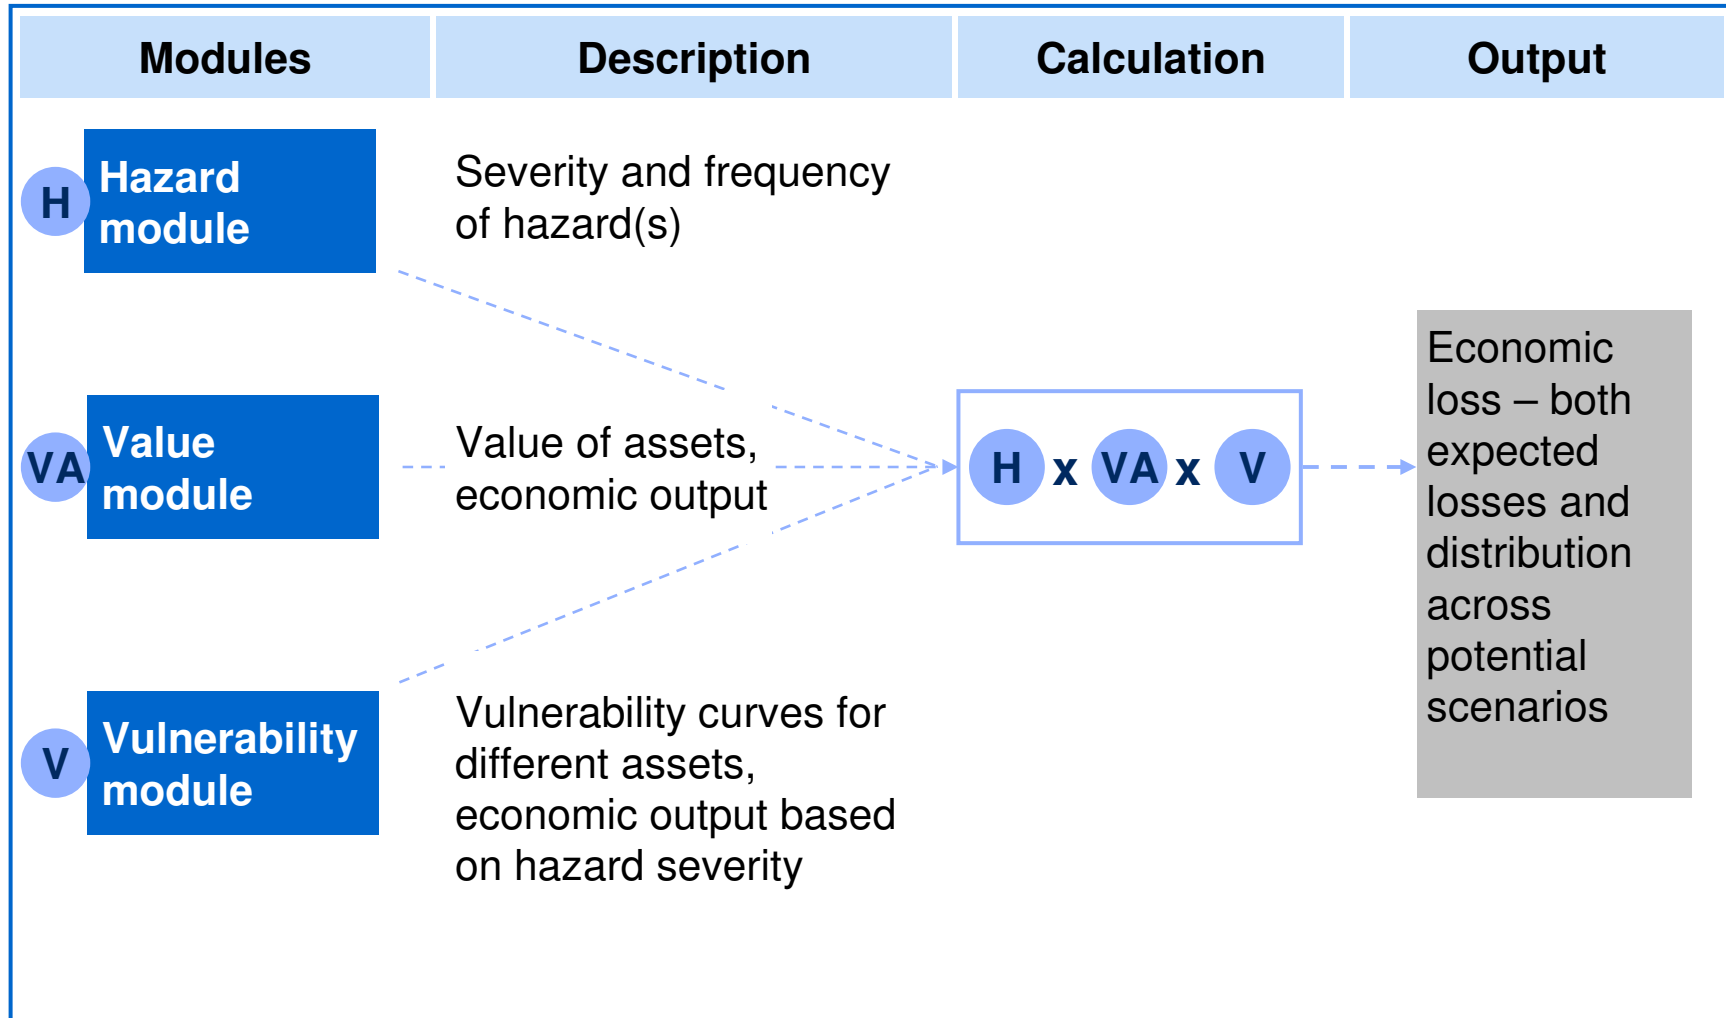 Modules
Description
Calculation
Output
H
Hazard
module
Severity and frequency
of hazard(s)
VA
Value
module
Value of assets,
economic output
V
Vulnerability
module
Vulnerability curves for
different assets,
economic output based
on hazard severity
H x VA x V
Economic
loss – both
expected
losses and
distribution
across
potential
scenarios